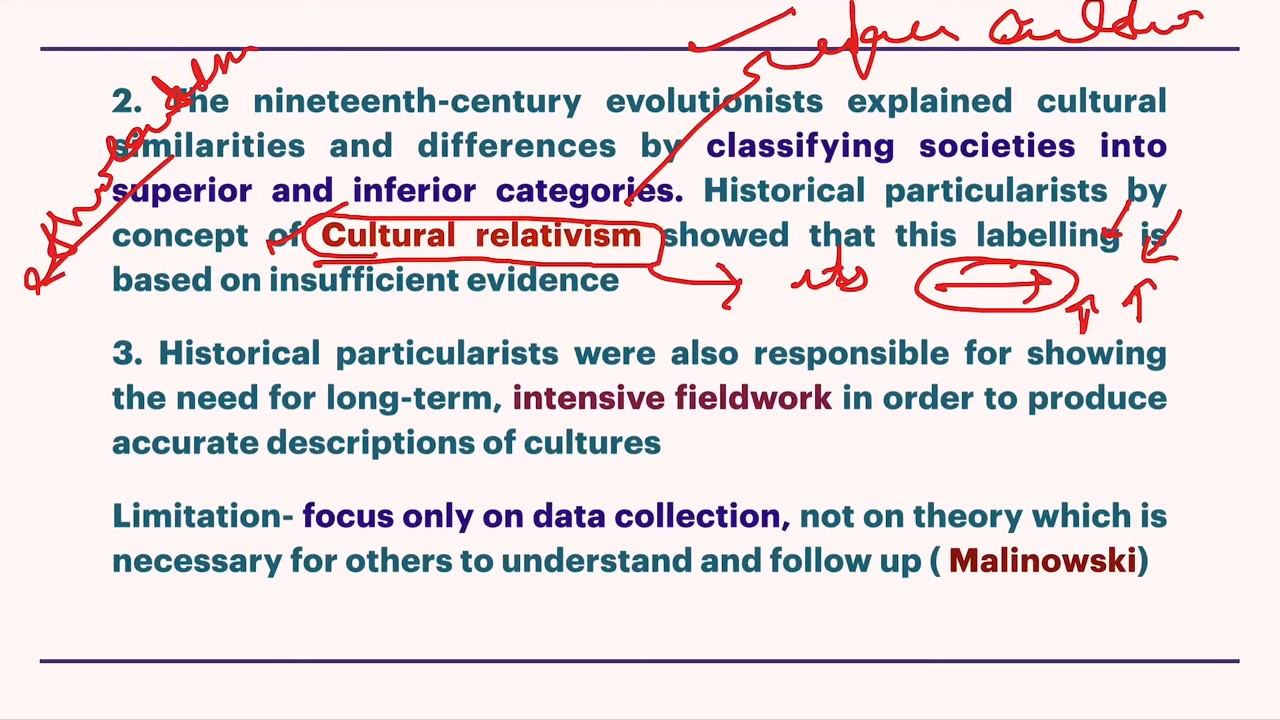 2. The nineteenth-century evolutionists explained cultural
similarities and differences by classifying societies into
superior and inferior categories. Historical particularists by
concept of Cultural relativism showed that this labelling is
based on insufficient evidence
its
3. Historical particularists were also responsible for showing
the need for long-term, intensive fieldwork in order to produce
accurate descriptions of cultures
Limitation- focus only on data collection, not on theory which is
necessary for others to understand and follow up ( Malinowski)